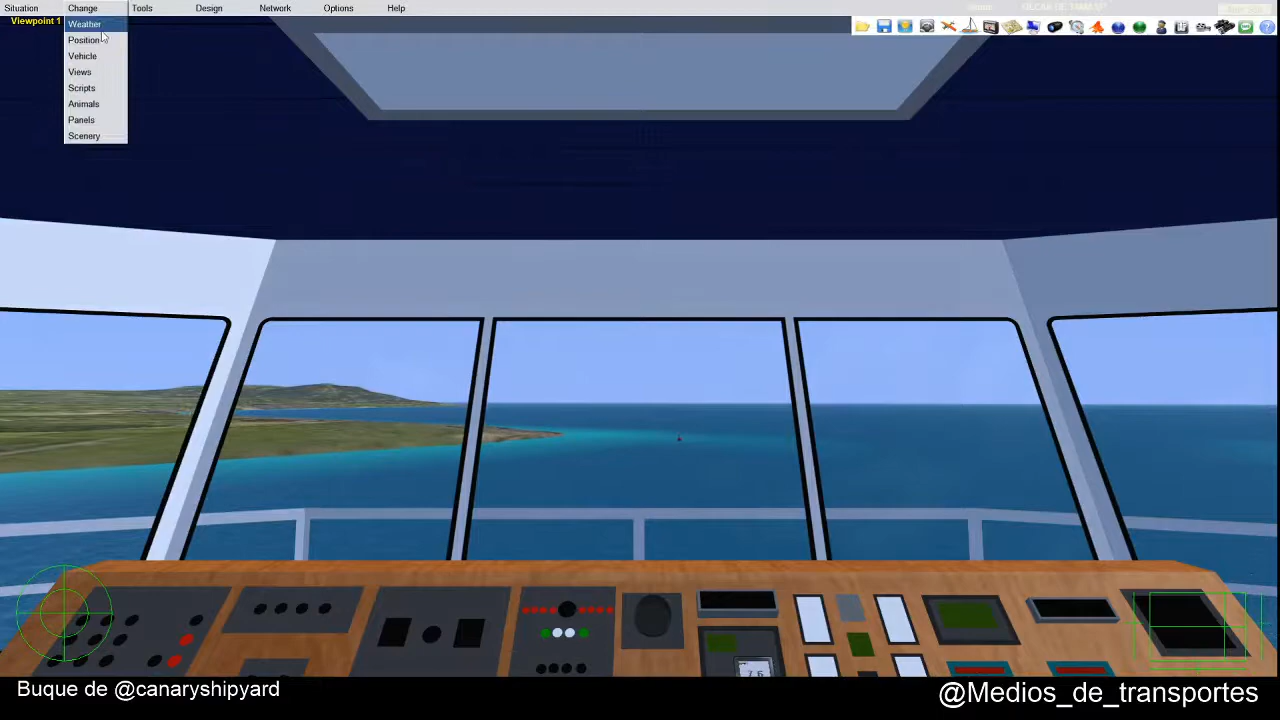 Situation Change Tools Design Network Options Help
Viewpoint 1
Weather
Position
Vehicle
Views
Scripts
Animals
Panels
Scenery
Buque de @canaryshipyard
@Medios_de_transportes